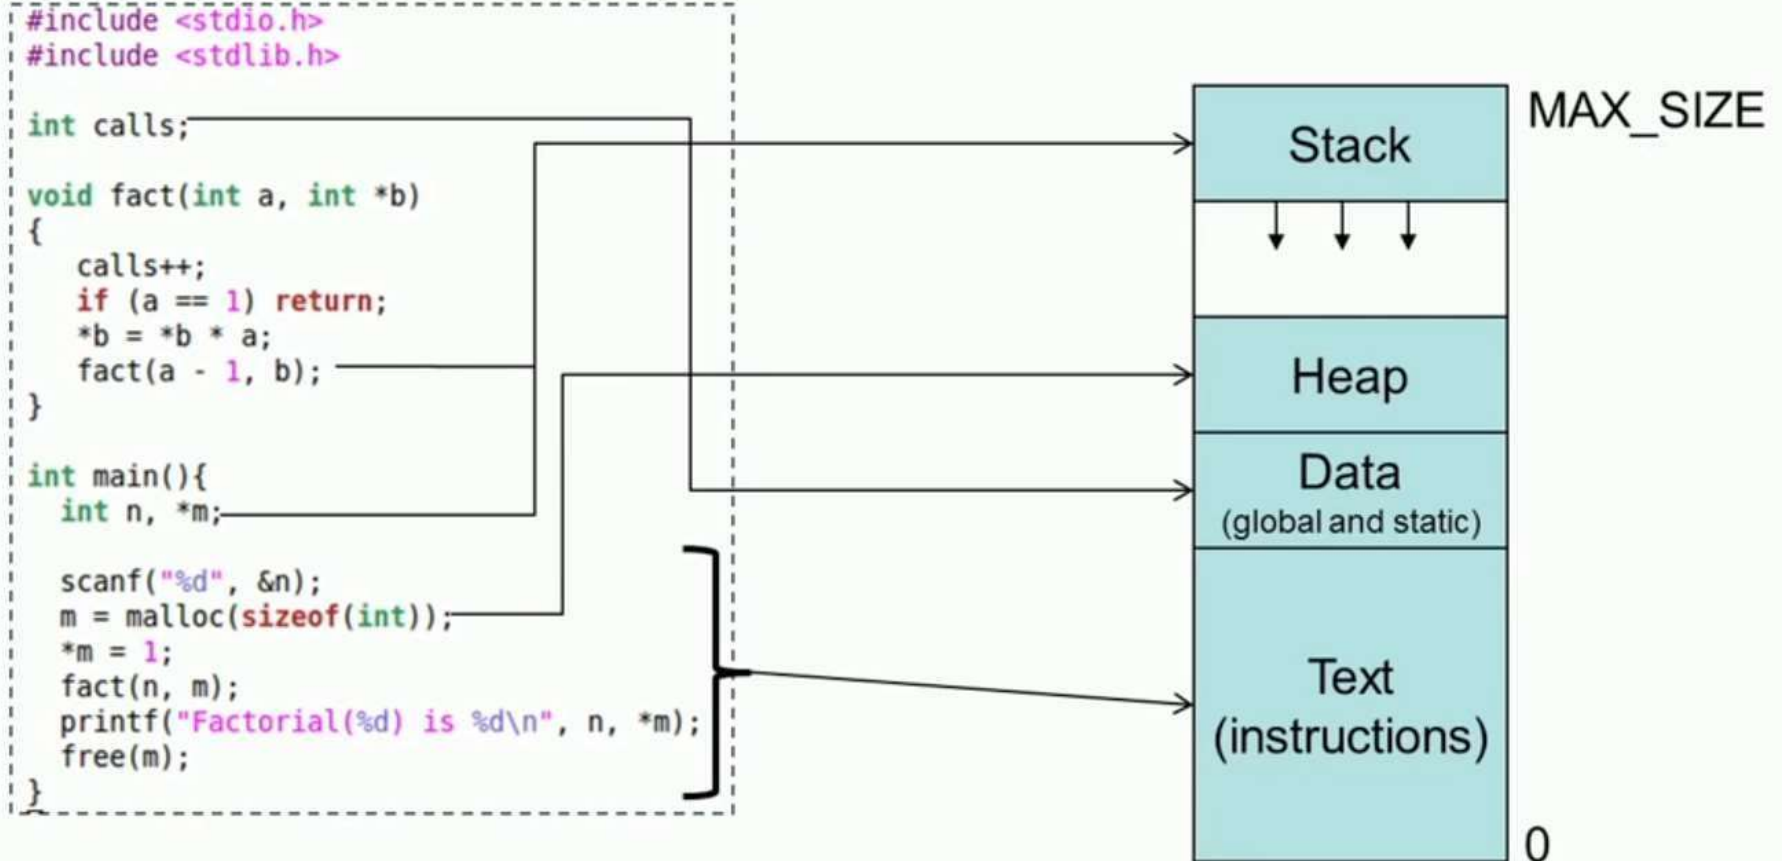 #include <stdio.h>
#include <stdlib.h>
int calls;
void fact(int a, int *b)
{
calls++;
if (a == 1) return;
*b = *b * a;
fact(a - 1, b);
}
int main(){
int n, *m;
scanf("%d", &n);
m = malloc(sizeof(int));
*m = 1;
fact(n, m);
printf("Factorial(%d) is %d\n", n, *m);
free(m);
}
MAX_SIZE
Stack
Heap
Data
(global and static)
Text
(instructions)
0